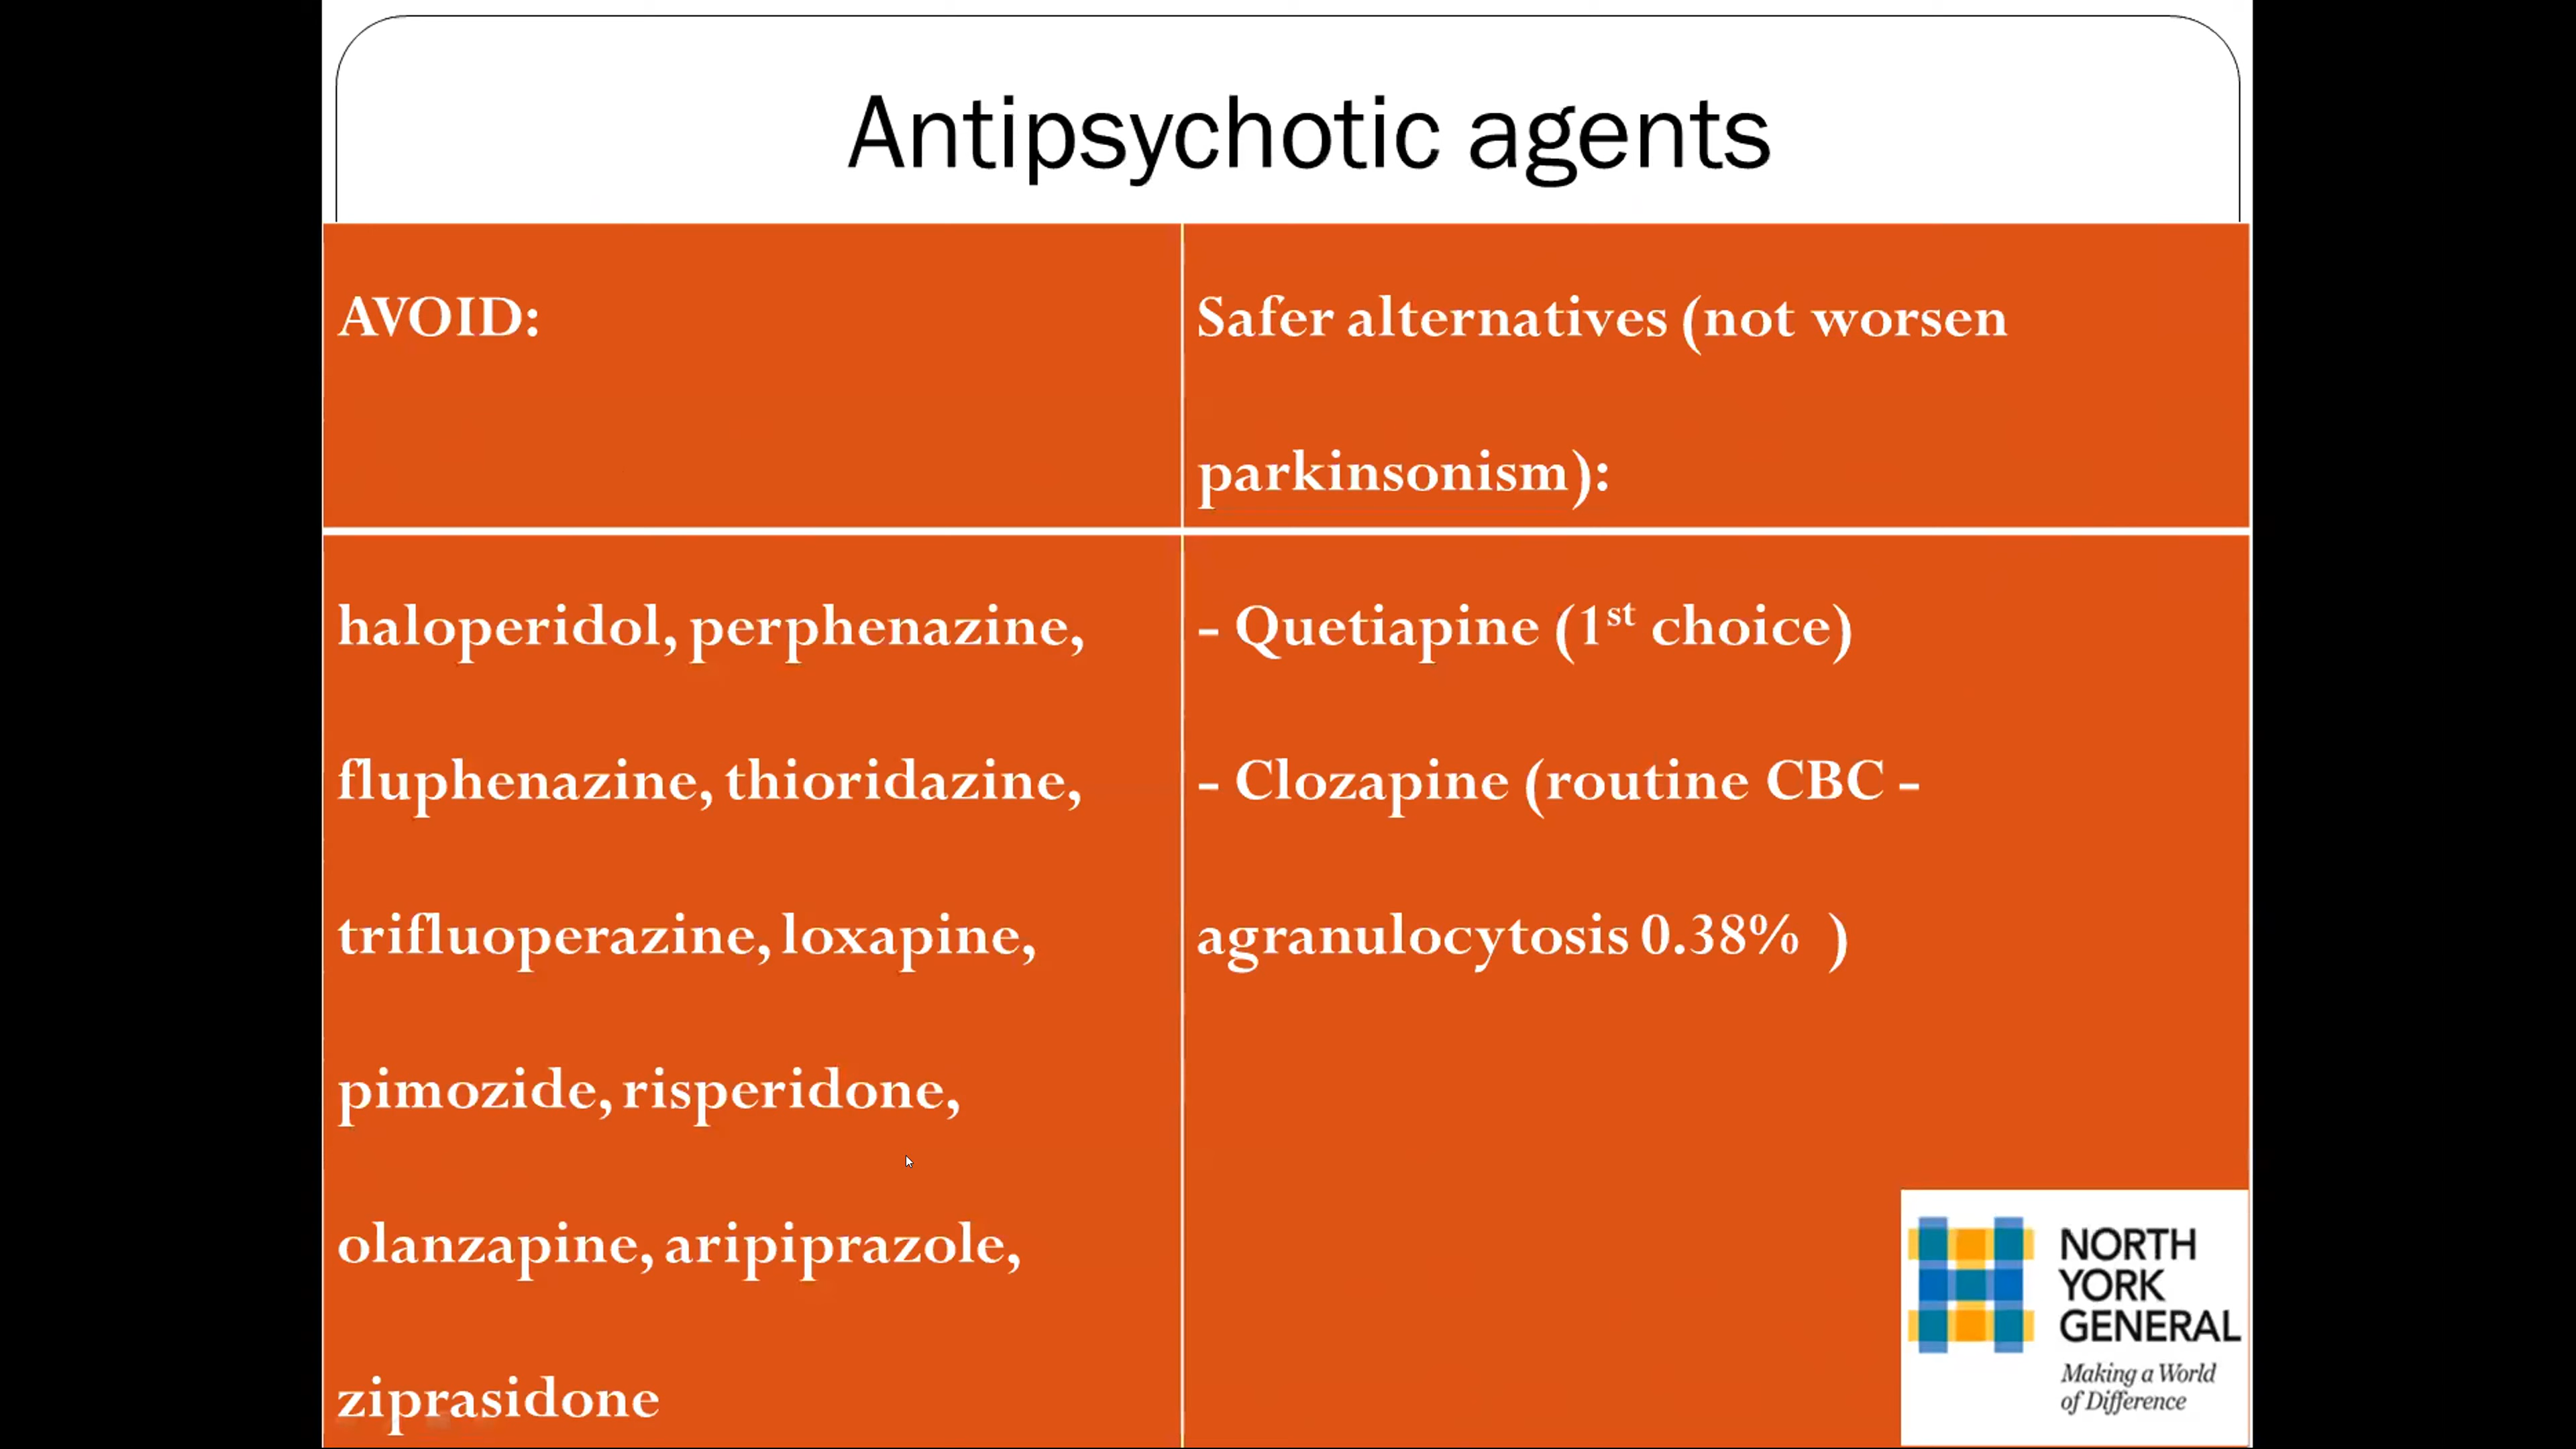 Antipsychotic agents
AVOID:
Safer alternatives (not worsen
parkinsonism):
haloperidol, perphenazine,
fluphenazine, thioridazine,
trifluoperazine, loxapine,
pimozide, risperidone,
olanzapine, aripiprazole,
ziprasidone
- Quetiapine (1st choice)
- Clozapine (routine CBC -
agranulocytosis 0.38% )
NORTH
YORK
GENERAL
Making a World
of Difference